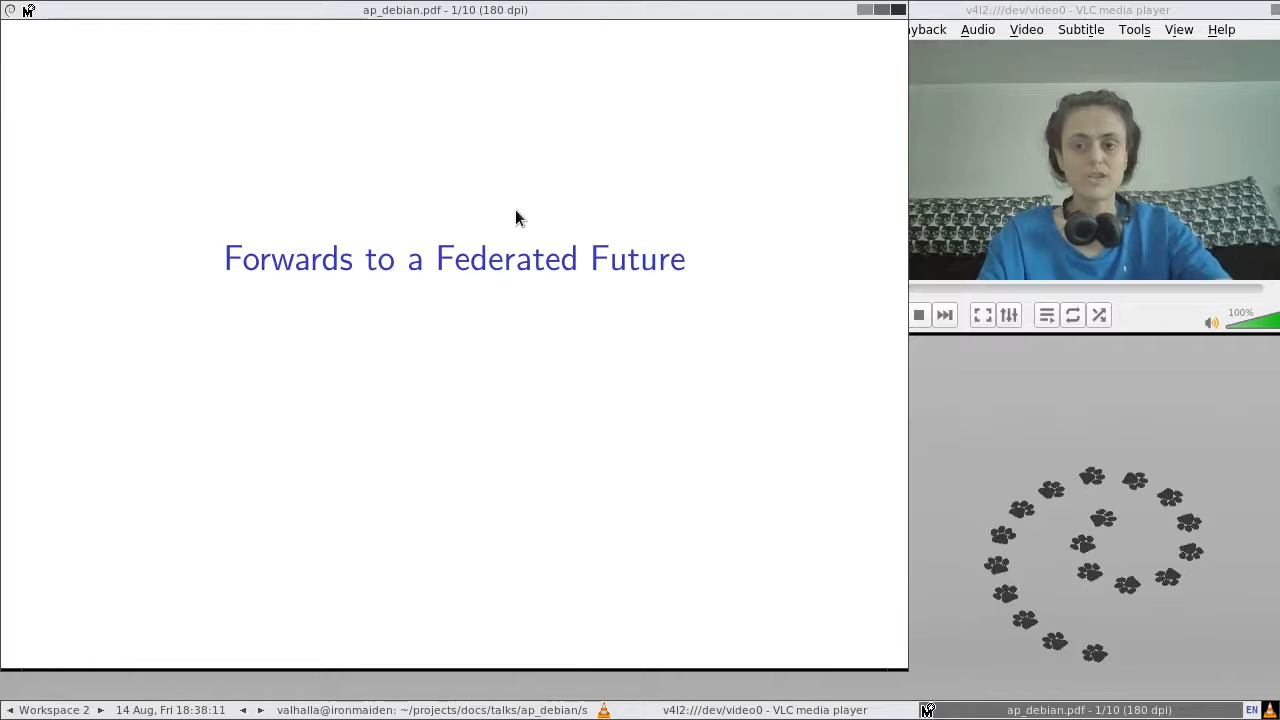 ap_debian.pdf - 1/10 (180 dpi)
v4l2:///dev/video0 - VLC media player
yback Audio Video Subtitle Tools View Help
Forwards to a Federated Future
100%
Workspace 2 14 Aug, Fri 18:38:11 valhalla@ironmaiden: ~/projects/docs/talks/ap_debian/s v4l2:///dev/video0 - VLC media player ap_debian.pdf - 1/10 (180 dpi) EN